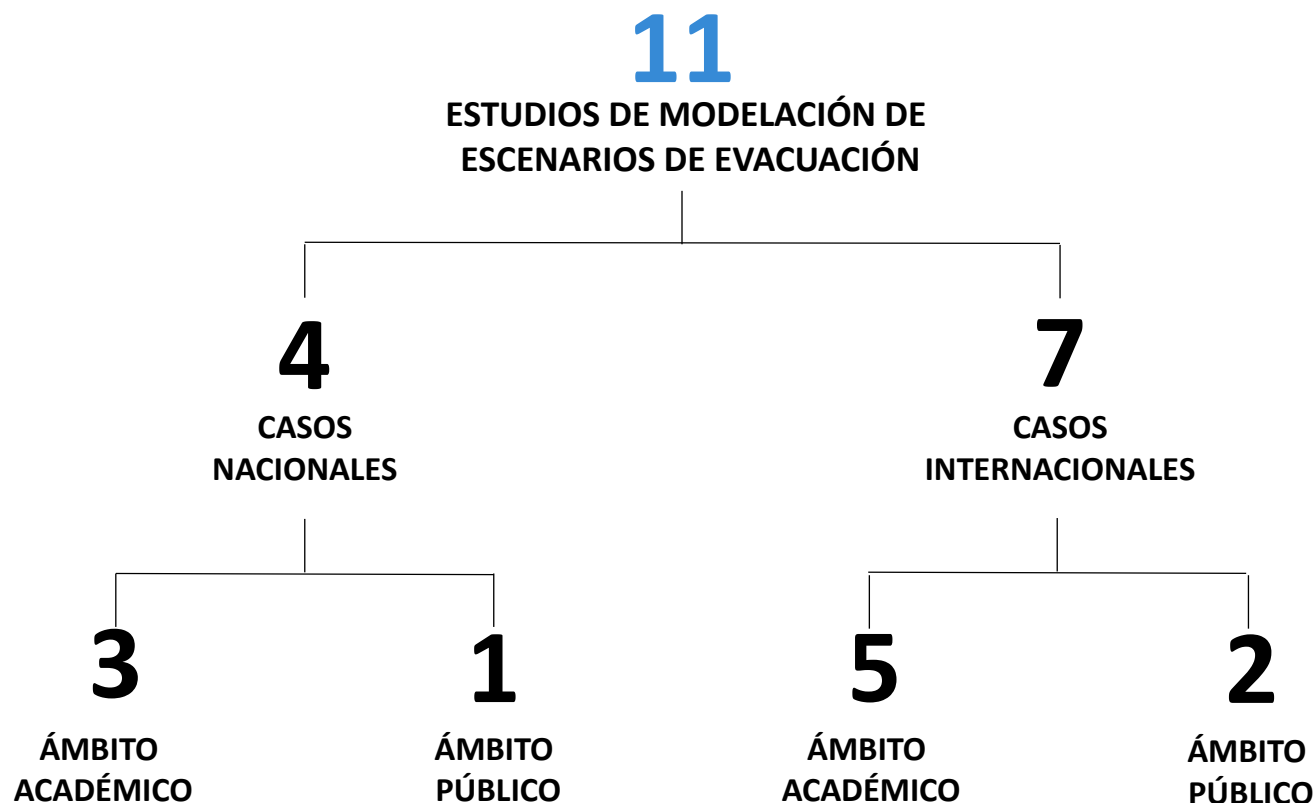 11
ESTUDIOS DE MODELACIÓN DE
ESCENARIOS DE EVACUACIÓN
4
CASOS
NACIONALES
7
CASOS
INTERNACIONALES
3
ÁMBITO
ACADÉMICO
1
ÁMBITO
PÚBLICO
5
ÁMBITO
ACADÉMICO
2
ÁMBITO
PÚBLICO